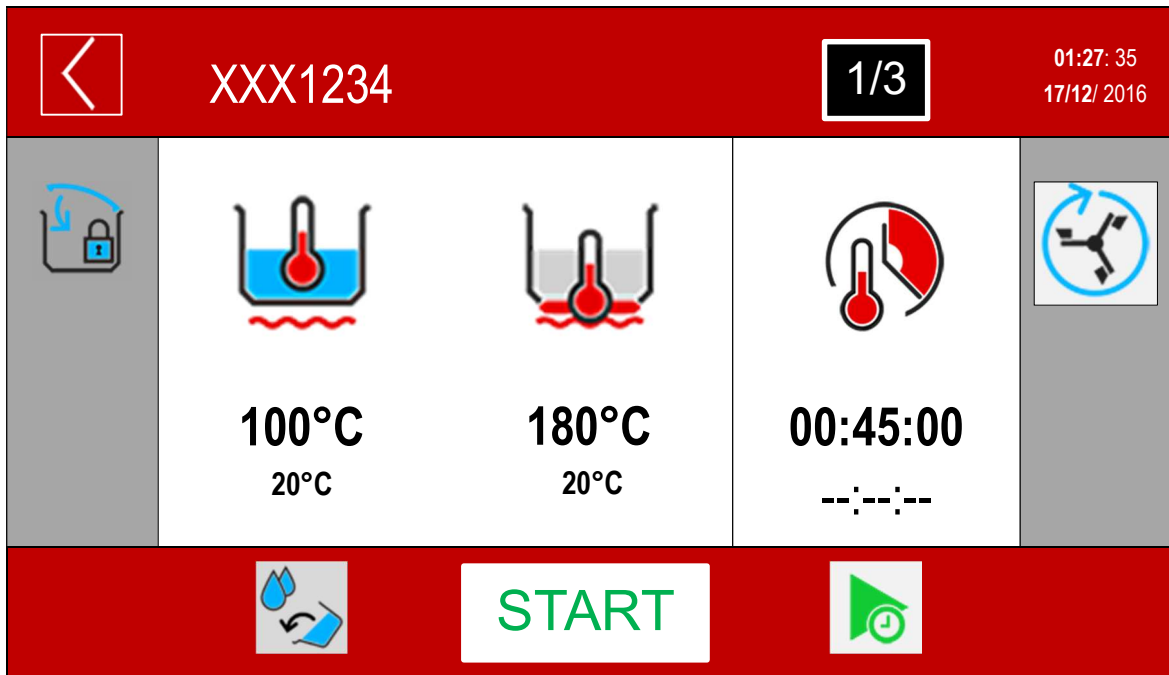 XXX1234
1/3
01:27: 35
17/12/ 2016
100°C
180°C
00:45:00
20°C
20°C
--:--:--
START